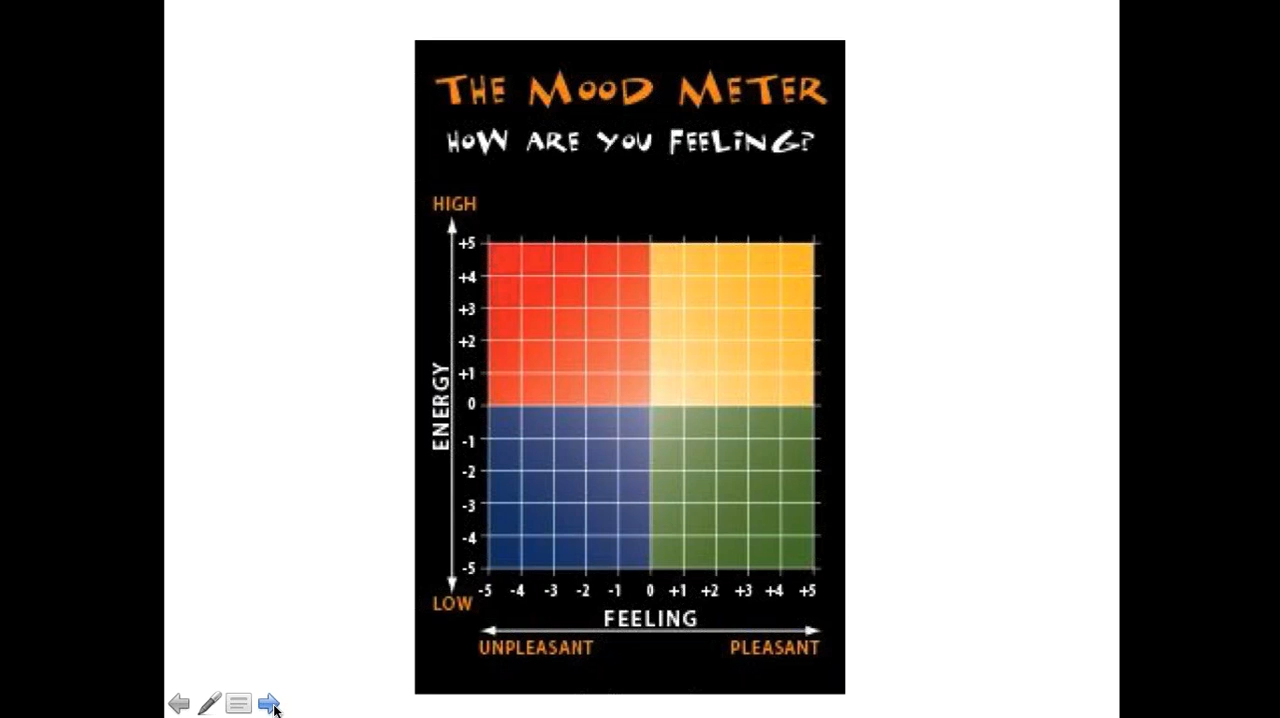 THE MOOD METER
HOW ARE YOU FEELING?
HIGH
+5
+4
+3
+2
+1
0
-1
-2
-3
-4
-5
ENERGY
LOW
-5 -4 -3 -2 -1 0 +1 +2 +3 +4 +5
FEELING
UNPLEASANT PLEASANT